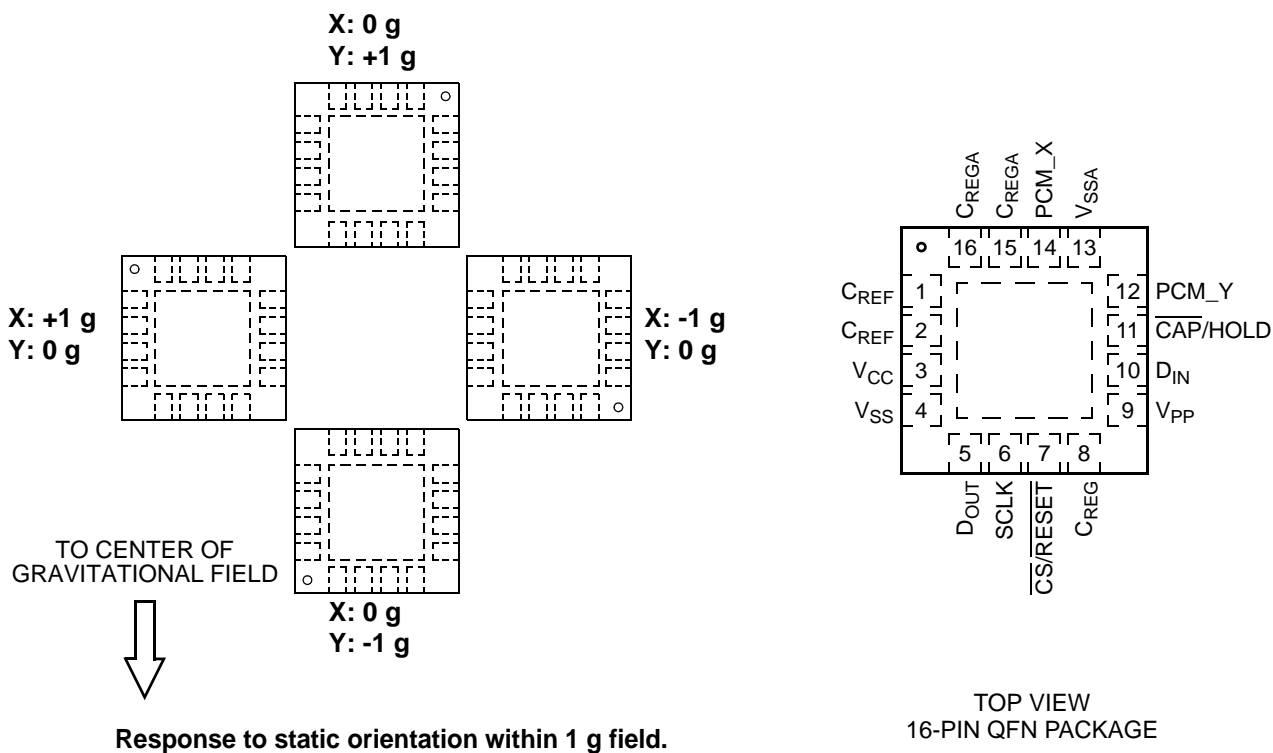 X: 0 g
Y: +1 g
X: +1 g
Y: 0 g
X: -1 g
Y: 0 g
X: 0 g
Y: -1 g
TO CENTER OF
GRAVITATIONAL FIELD
Response to static orientation within 1 g field.
CREGA
CREGA
PCM_X
VSSA
16 15 14 13
CREF 1
CREF 2
VCC 3
VSS 4
12 PCM_Y
11 CAP/HOLD
10 DIN
9 VPP
5 6 7 8
DOUT
SCLK
CS/RESET
CREG
TOP VIEW
16-PIN QFN PACKAGE